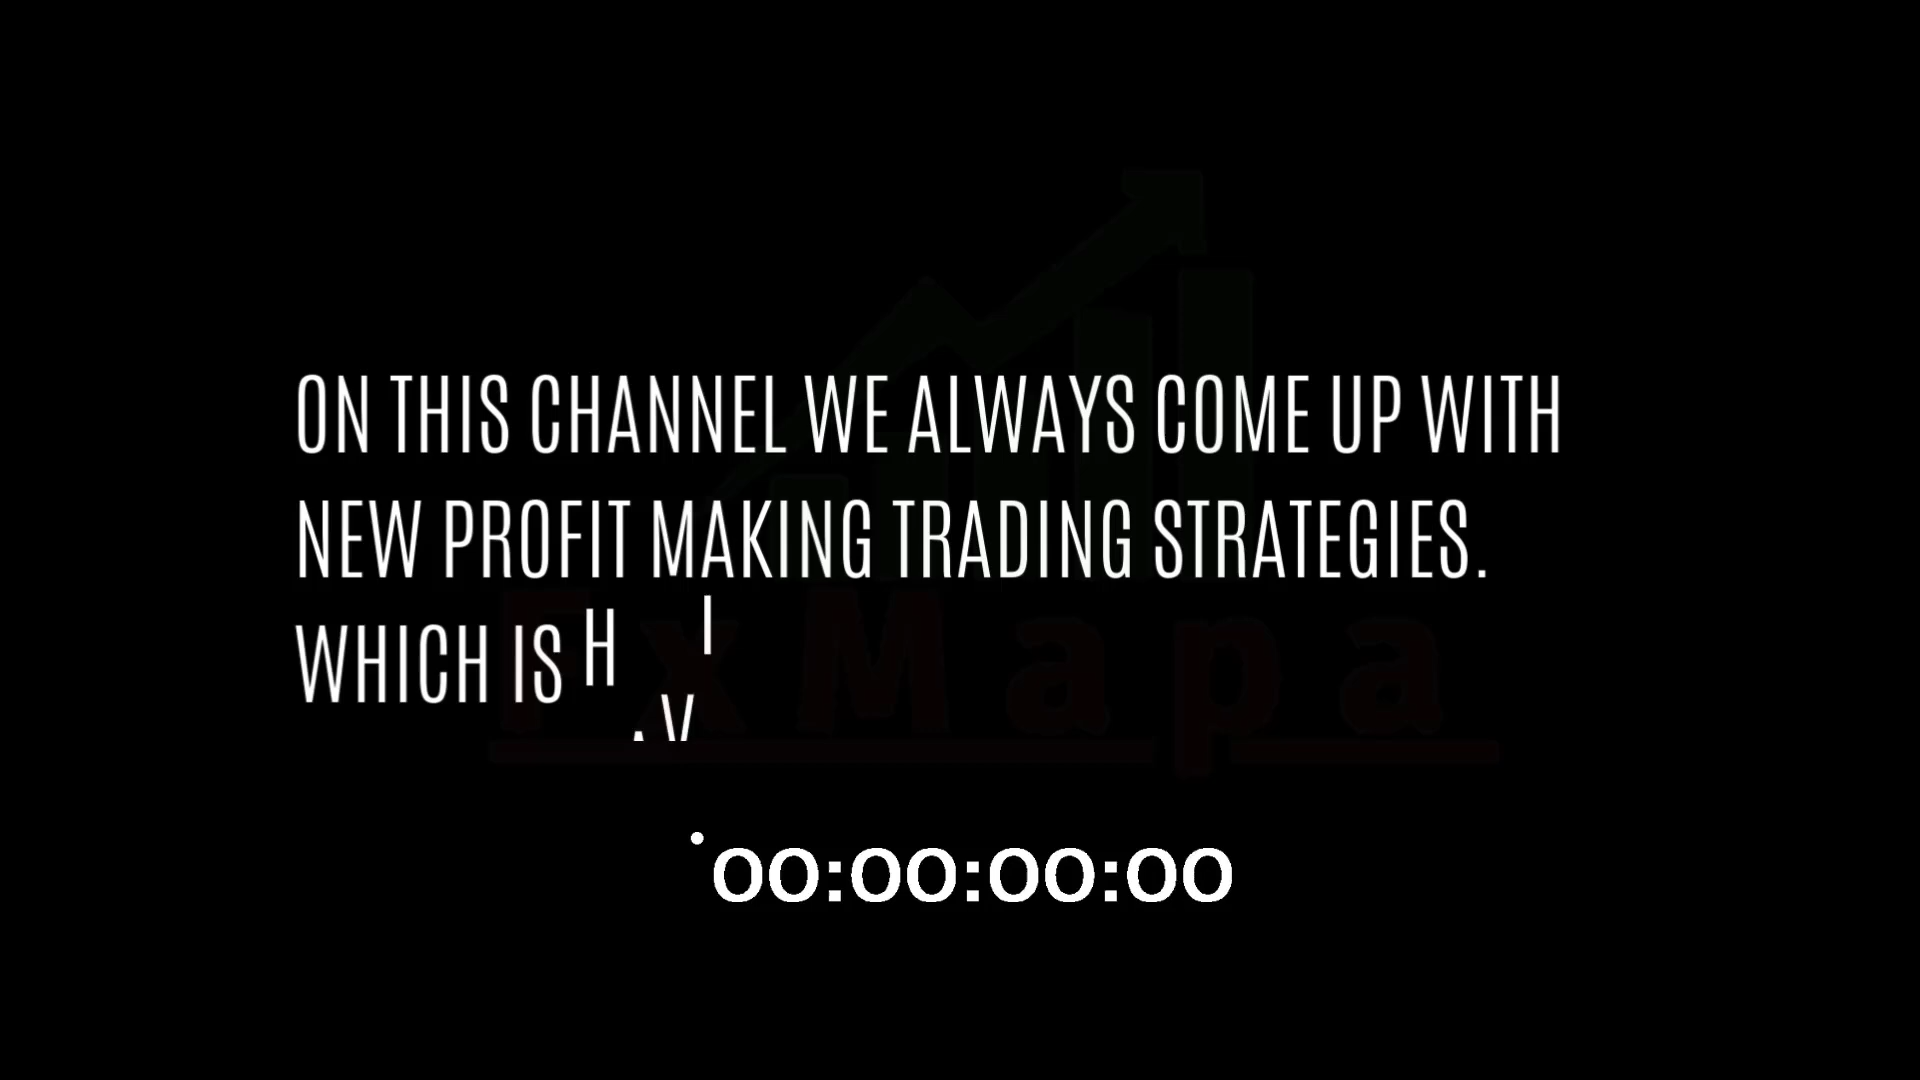 ON THIS CHANNEL WE ALWAYS COME UP WITH
NEW PROFIT MAKING TRADING STRATEGIES.
WHICH IS
FxMapa
00:00:00:00